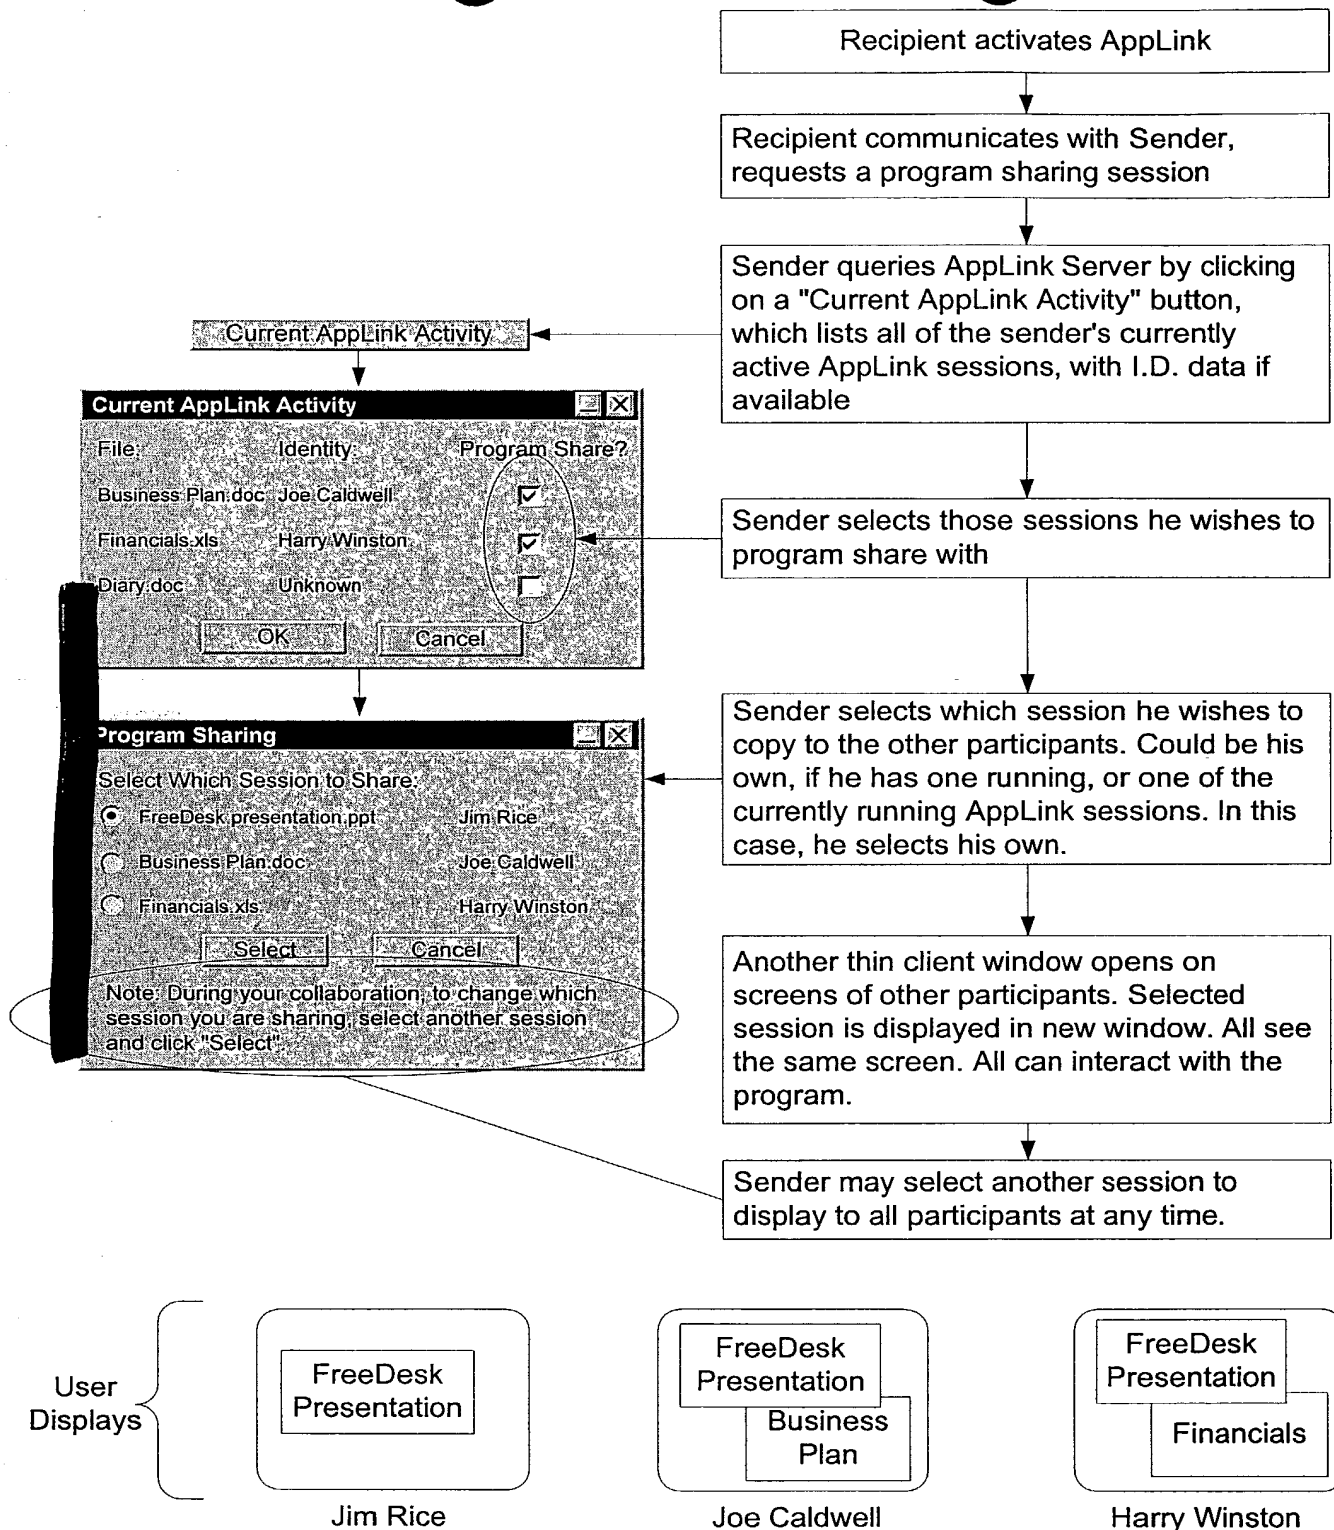 Recipient activates AppLink
Recipient communicates with Sender,
requests a program sharing session
Sender queries AppLink Server by clicking
on a "Current AppLink Activity" button,
which lists all of the sender's currently
active AppLink sessions, with I.D. data if
available
Current AppLink Activity
Current AppLink Activity
File: Identity: Program Share?
Business Plan.doc Joe Caldwell
Financials.xls Harry Winston
Diary.doc Unknown
OK Cancel
Sender selects those sessions he wishes to
program share with
Program Sharing
Select Which Session to Share:
FreeDesk presentation.ppt Jim Rice
Business Plan.doc Joe Caldwell
Financials.xls Harry Winston
Select Cancel
Note: During your collaboration, to change which
session you are sharing, select another session
and click "Select".
Sender selects which session he wishes to
copy to the other participants. Could be his
own, if he has one running, or one of the
currently running AppLink sessions. In this
case, he selects his own.
Another thin client window opens on
screens of other participants. Selected
session is displayed in new window. All see
the same screen. All can interact with the
program.
Sender may select another session to
display to all participants at any time.
User
Displays
FreeDesk
Presentation
Jim Rice
FreeDesk
Presentation
Business
Plan
Joe Caldwell
FreeDesk
Presentation
Financials
Harry Winston